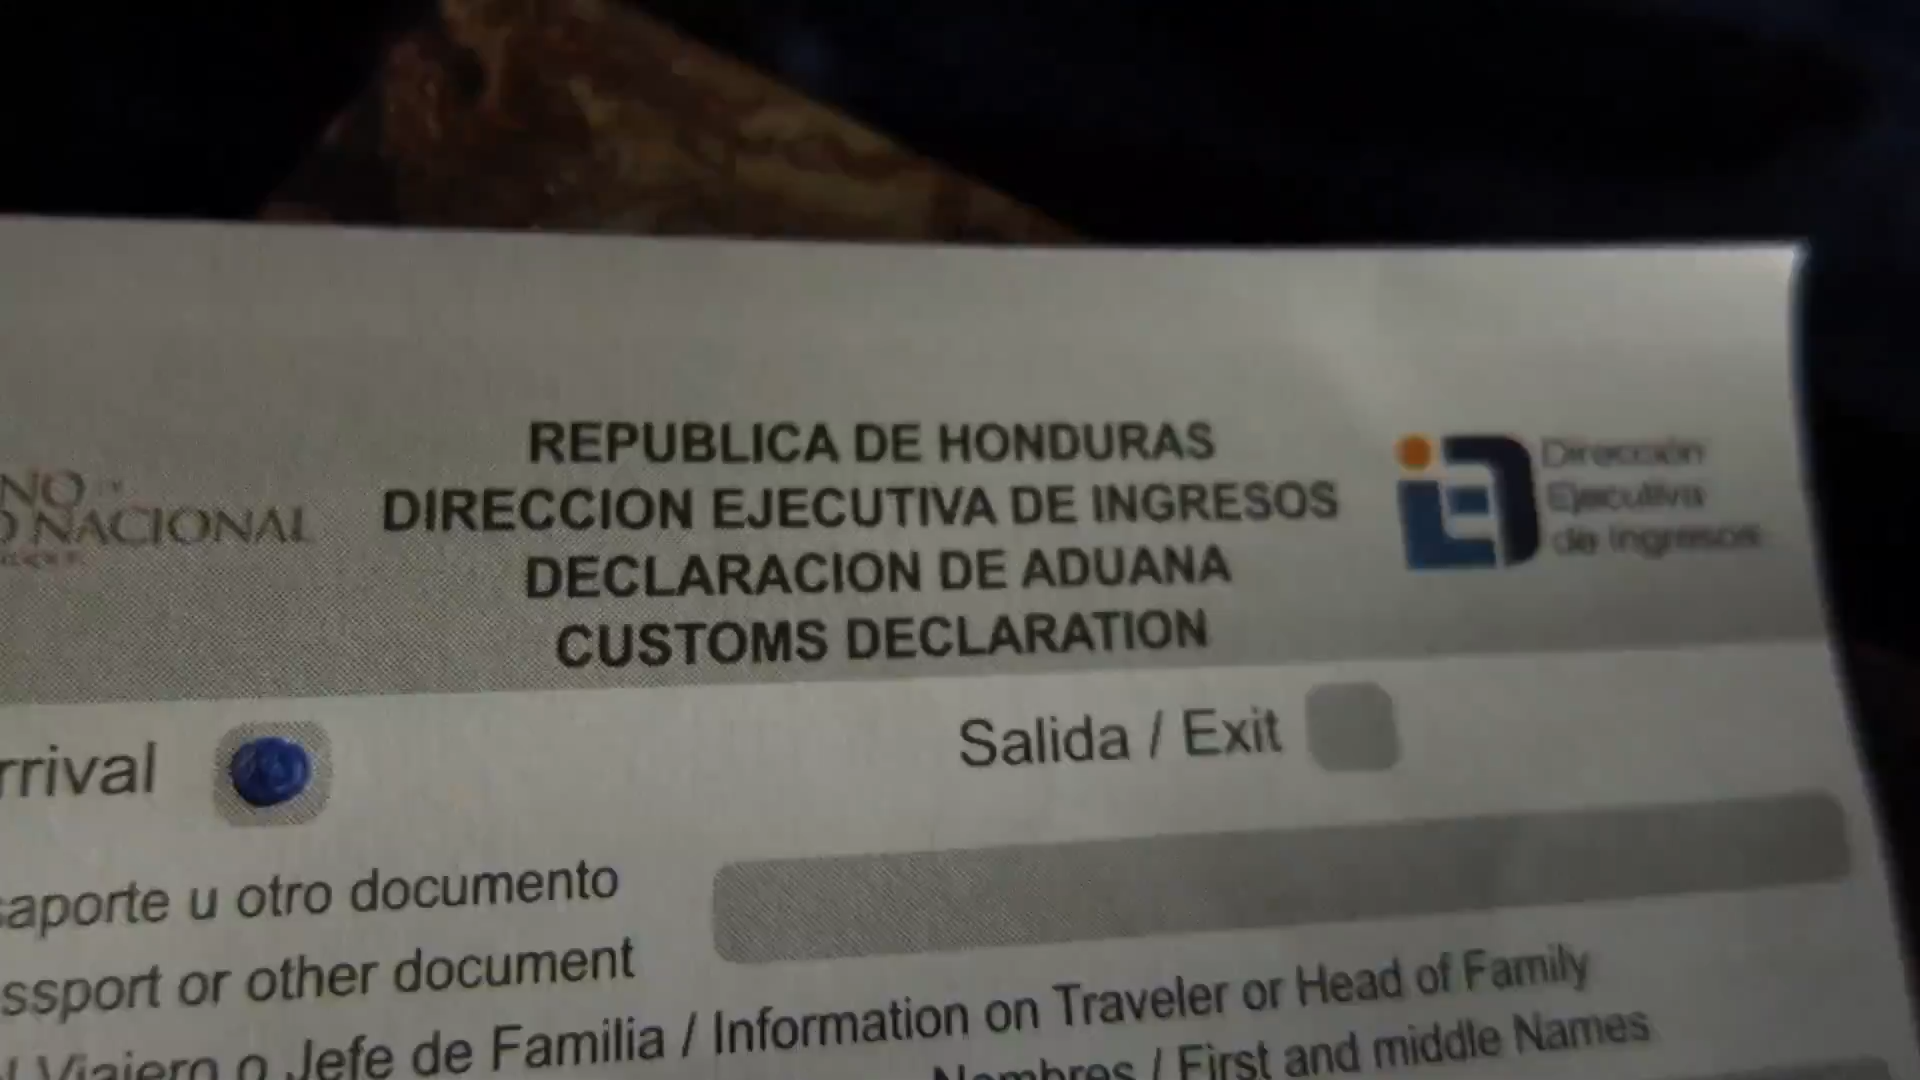 NO
NACIONAL
REPUBLICA DE HONDURAS
DIRECCION EJECUTIVA DE INGRESOS
DECLARACION DE ADUANA
CUSTOMS DECLARATION
Dirección
Ejecutiva
de Ingresos
rrival
Salida / Exit
saporte u otro documento
ssport or other document
l Viajero o Jefe de Familia / Information on Traveler or Head of Family
Nombres / First and middle Names